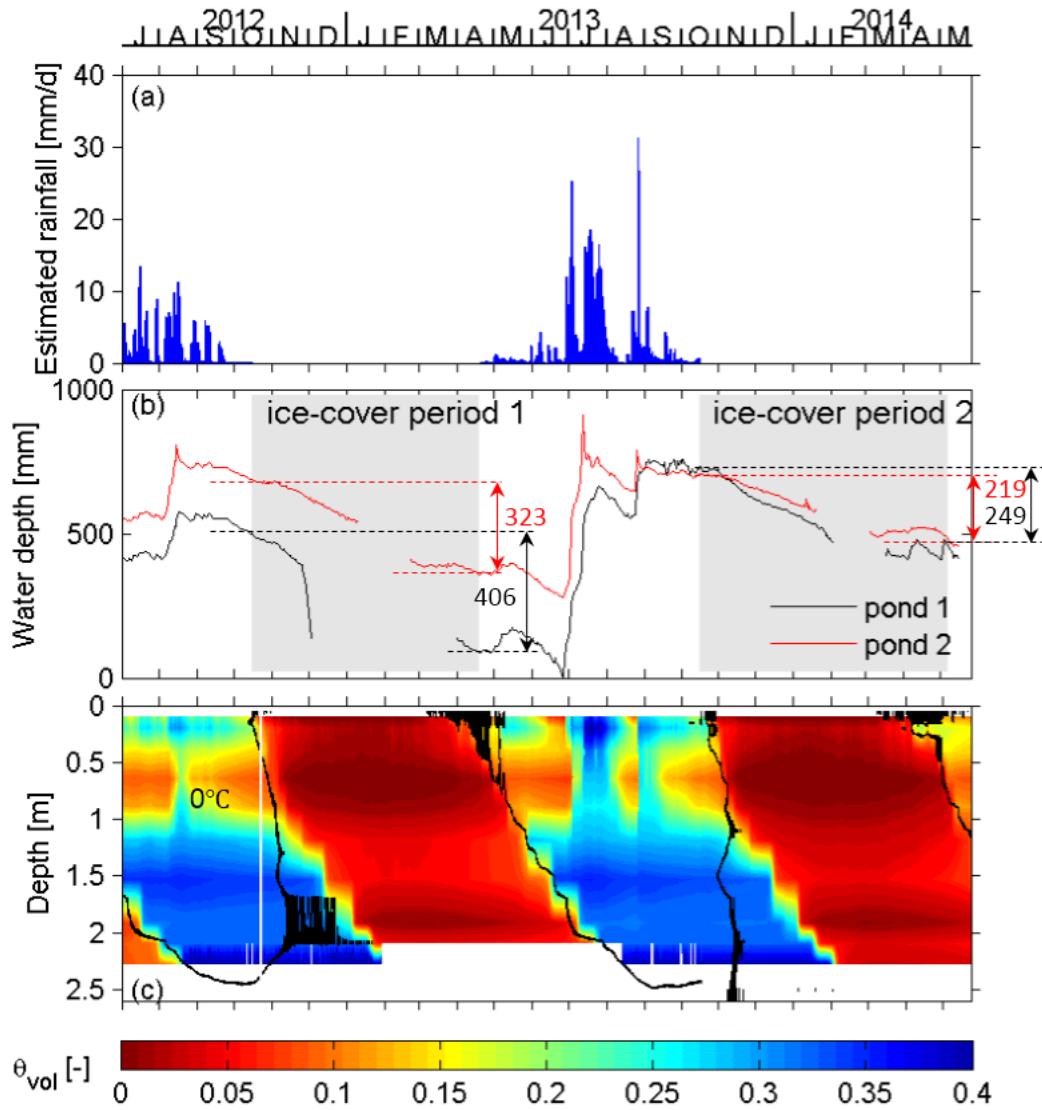 2012 2013 2014
J A S O N D J F M A M J J A S O N D J F M A M
Estimated rainfall [mm/d]
40
(a)
30
20
10
0
Water depth [mm]
1000
(b)
ice-cover period 1
ice-cover period 2
323
219
249
500
406
pond 1
pond 2
0
Depth [m]
0
0.5
0°C
1
1.5
2
2.5
(c)
θvol [-]
0 0.05 0.1 0.15 0.2 0.25 0.3 0.35 0.4